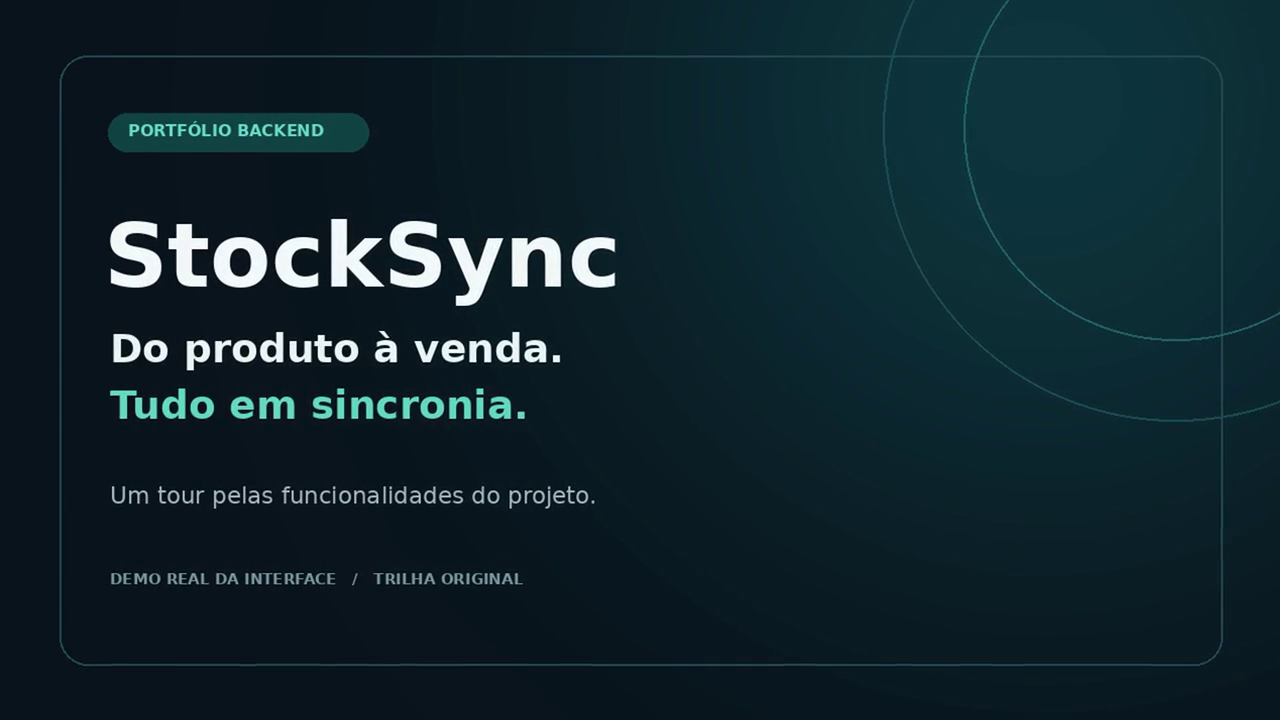 PORTFÓLIO BACKEND
StockSync
Do produto à venda.
Tudo em sincronia.
Um tour pelas funcionalidades do projeto.
DEMO REAL DA INTERFACE / TRILHA ORIGINAL